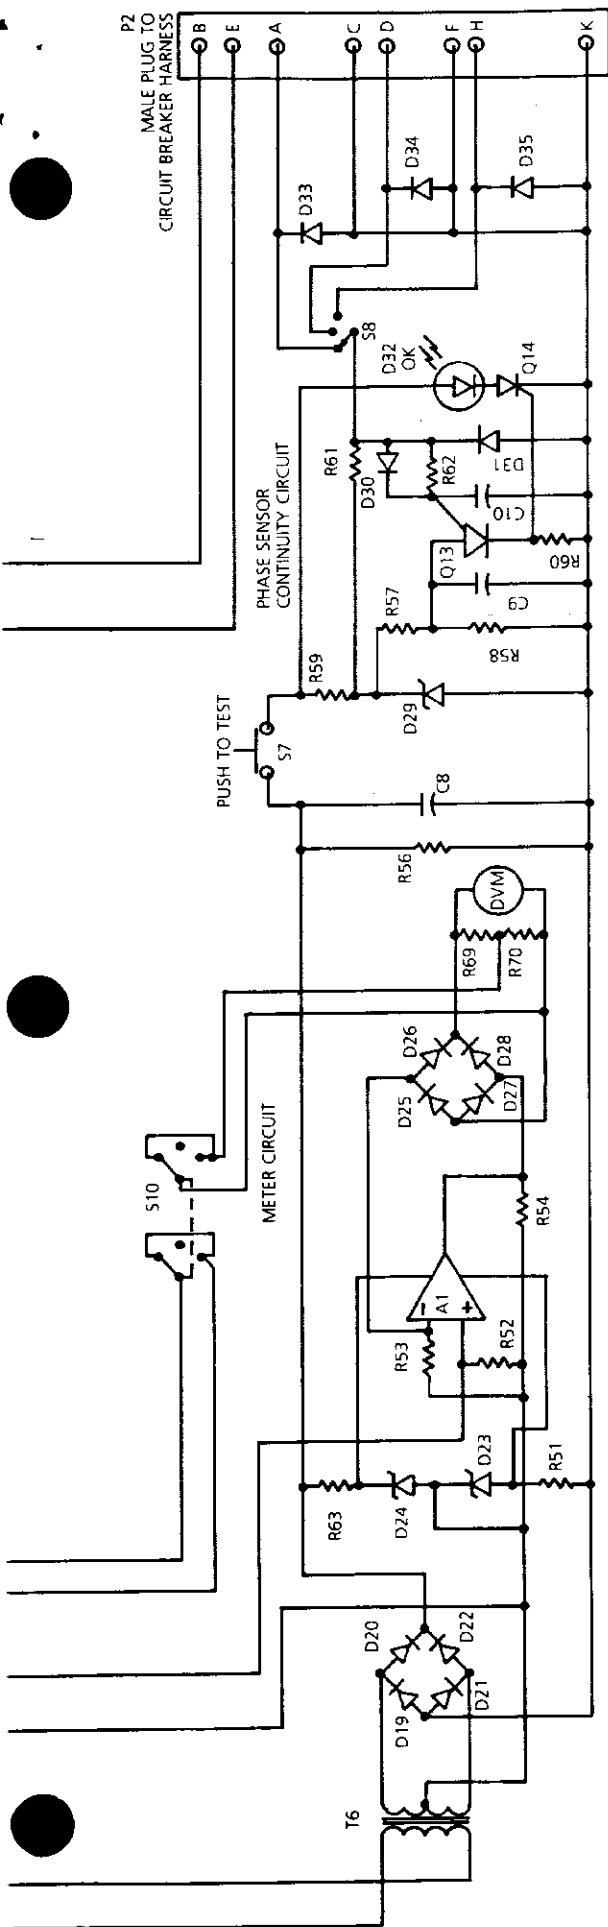 P2
MALE PLUG TO
CIRCUIT BREAKER HARNESS
B
E
A
C
D
F
H
K
D33
D34
D35
S8
D32
OK
Q14
PHASE SENSOR
CONTINUITY CIRCUIT
R61
D30
R62
D31
C10
Q13
R60
R57
C9
R58
R59
D29
PUSH TO TEST
S7
C8
R56
DVM
R69
R70
S10
METER CIRCUIT
D26
D28
D25
D27
A1
−
+
R54
R53
R52
R63
D24
D23
R51
D20
D22
D19
D21
T6